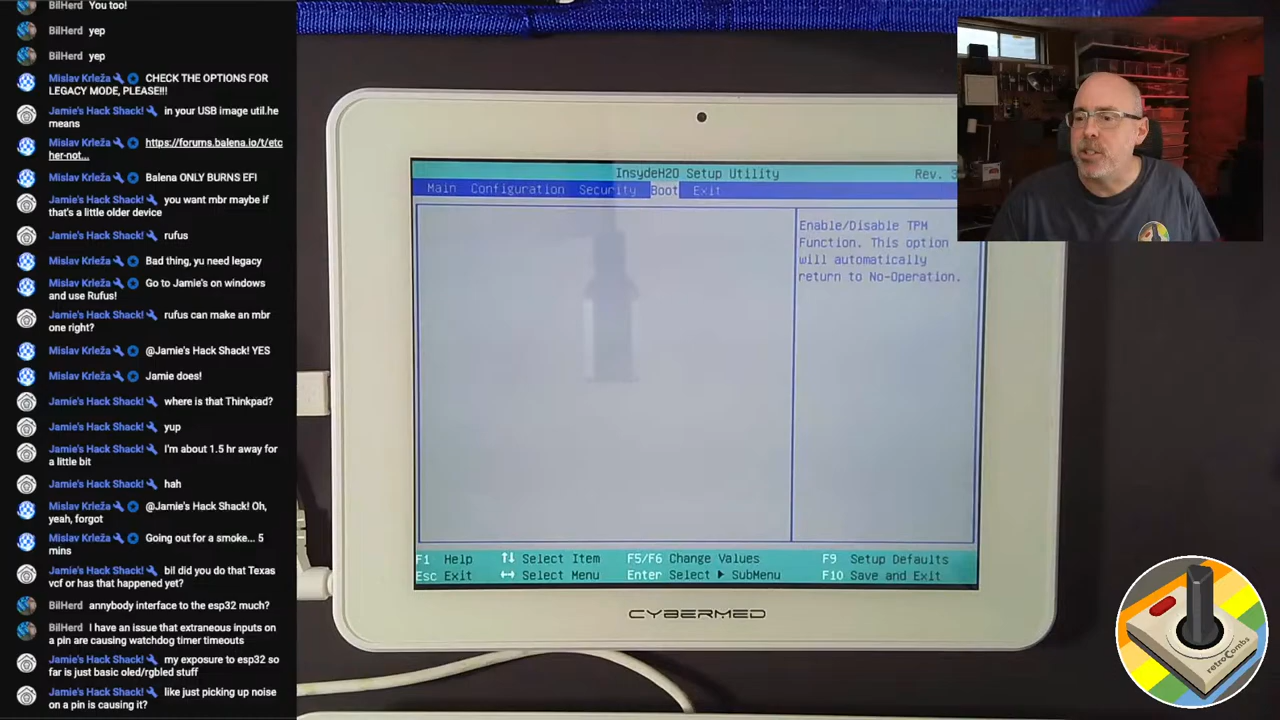 BilHerd You too!
BilHerd yep
BilHerd yep
Mislav Krleža CHECK THE OPTIONS FOR
LEGACY MODE, PLEASE!!!
Jamie's Hack Shack! in your USB image util.he
means
Mislav Krleža https://forums.balena.io/t/etc
her-not...
Mislav Krleža Balena ONLY BURNS EFI!
Jamie's Hack Shack! you want mbr maybe if
that's a little older device
Jamie's Hack Shack! rufus
Mislav Krleža Bad thing, yu need legacy
Mislav Krleža Go to Jamie's on windows
and use Rufus!
Jamie's Hack Shack! rufus can make an mbr
one right?
Mislav Krleža @Jamie's Hack Shack! YES
Mislav Krleža Jamie does!
Jamie's Hack Shack! where is that Thinkpad?
Jamie's Hack Shack! yup
Jamie's Hack Shack! I'm about 1.5 hr away for
a little bit
Jamie's Hack Shack! hah
Mislav Krleža @Jamie's Hack Shack! Oh,
yeah, forgot
Mislav Krleža Going out for a smoke... 5
mins
Jamie's Hack Shack! bil did you do that Texas
vcf or has that happened yet?
BilHerd annybody interface to the esp32 much?
BilHerd I have an issue that extraneous inputs on
a pin are causing watchdog timer timeouts
Jamie's Hack Shack! my exposure to esp32 so
far is just basic oled/rgbled stuff
Jamie's Hack Shack! like just picking up noise
on a pin is causing it?
InsydeH2O Setup Utility Rev. 3
Main Configuration Security Boot Exit
Enable/Disable TPM
Function. This option
will automatically
return to No-Operation.
F1 Help ↑↓ Select Item F5/F6 Change Values F9 Setup Defaults
Esc Exit ↔ Select Menu Enter Select ▶ SubMenu F10 Save and Exit
CYBERMED
retroCombs